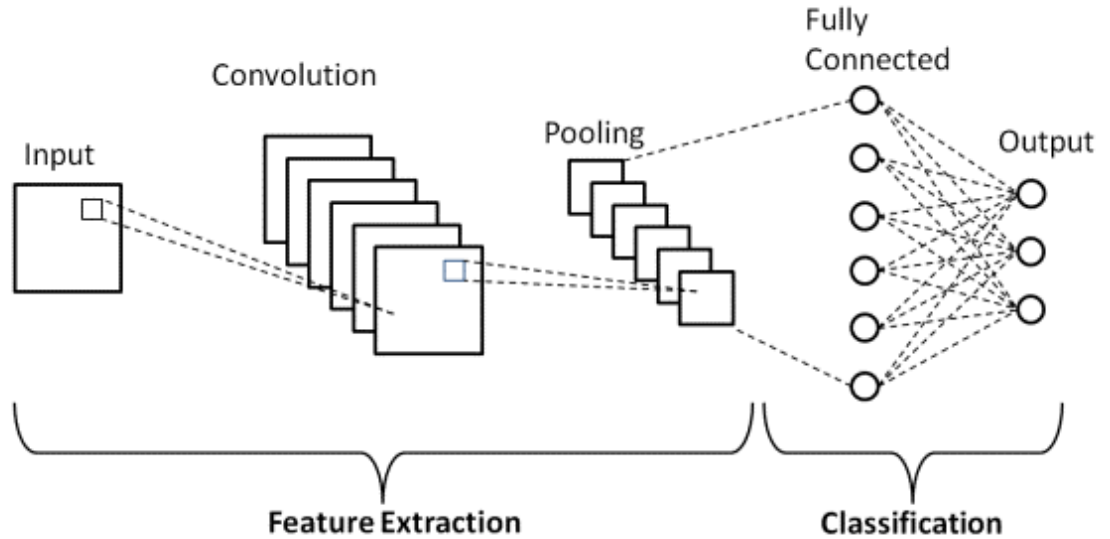 Input
Convolution
Pooling
Fully
Connected
Output
Feature Extraction
Classification